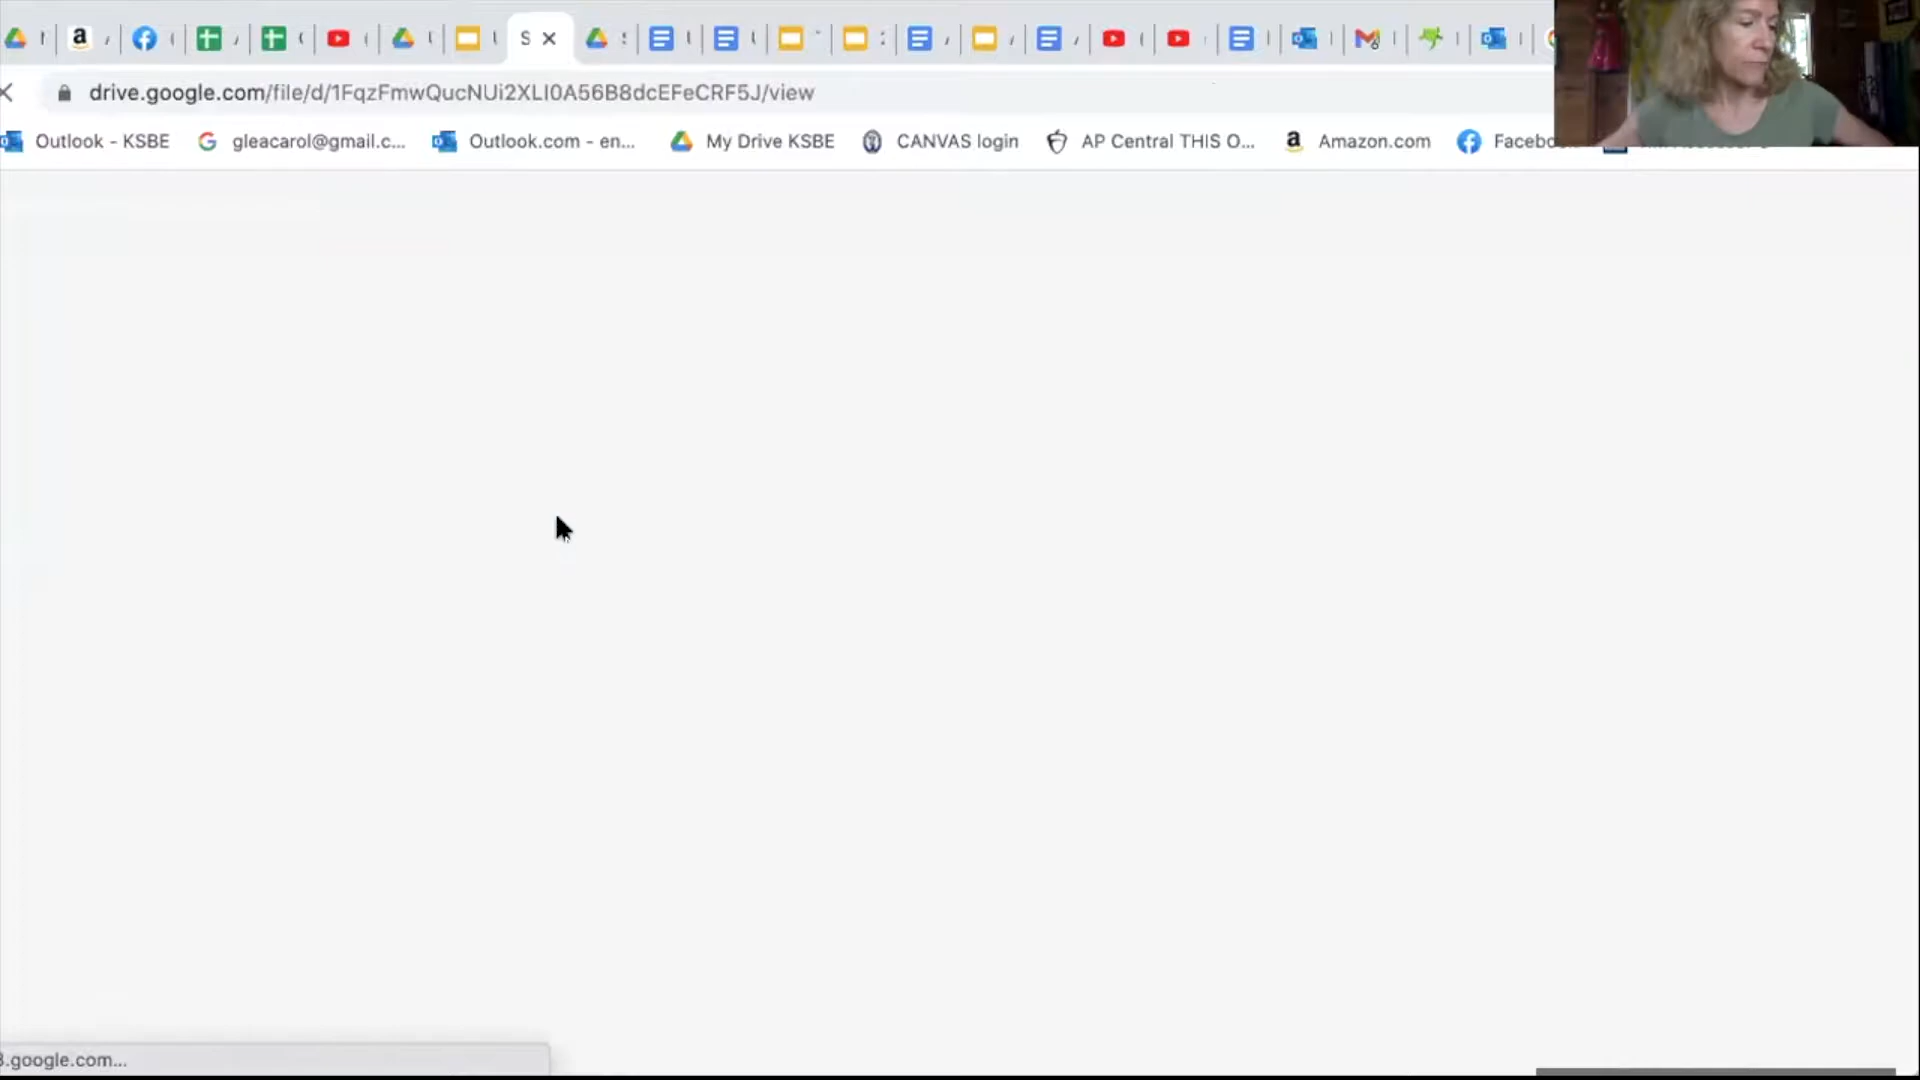 S
drive.google.com/file/d/1FqzFmwQucNUi2XLI0A56B8dcEFeCRF5J/view
Outlook - KSBE gleacarol@gmail.c... Outlook.com - en... My Drive KSBE CANVAS login AP Central THIS O... Amazon.com Facebo
.google.com...